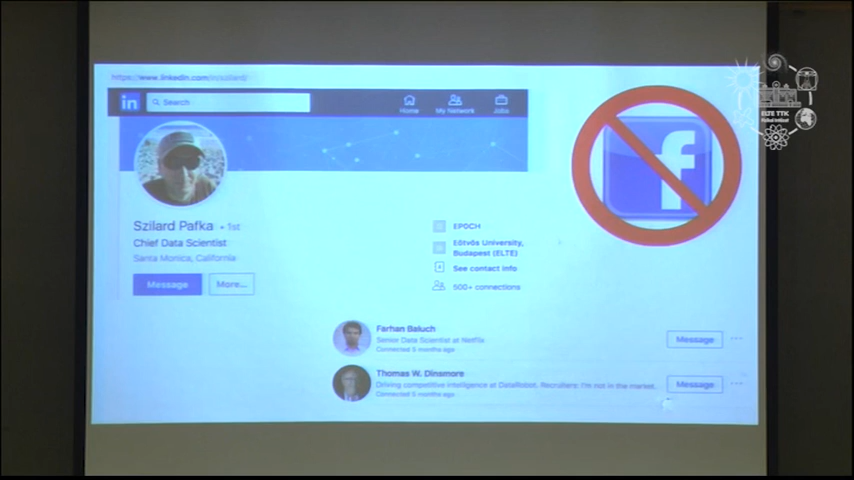 https://www.linkedin.com/in/szilard/
in
Search
Home
My Network
Jobs
f
ELTE TTK
Szilard Pafka • 1st
Chief Data Scientist
Santa Monica, California
Message
More...
EPOCH
Eötvös University,
Budapest (ELTE)
See contact info
500+ connections
Farhan Baluch
Senior Data Scientist at Netflix
Connected 5 months ago
Message
Thomas W. Dinsmore
Driving competitive intelligence at DataRobot. Recruiters: I'm not in the market.
Connected 5 months ago
Message